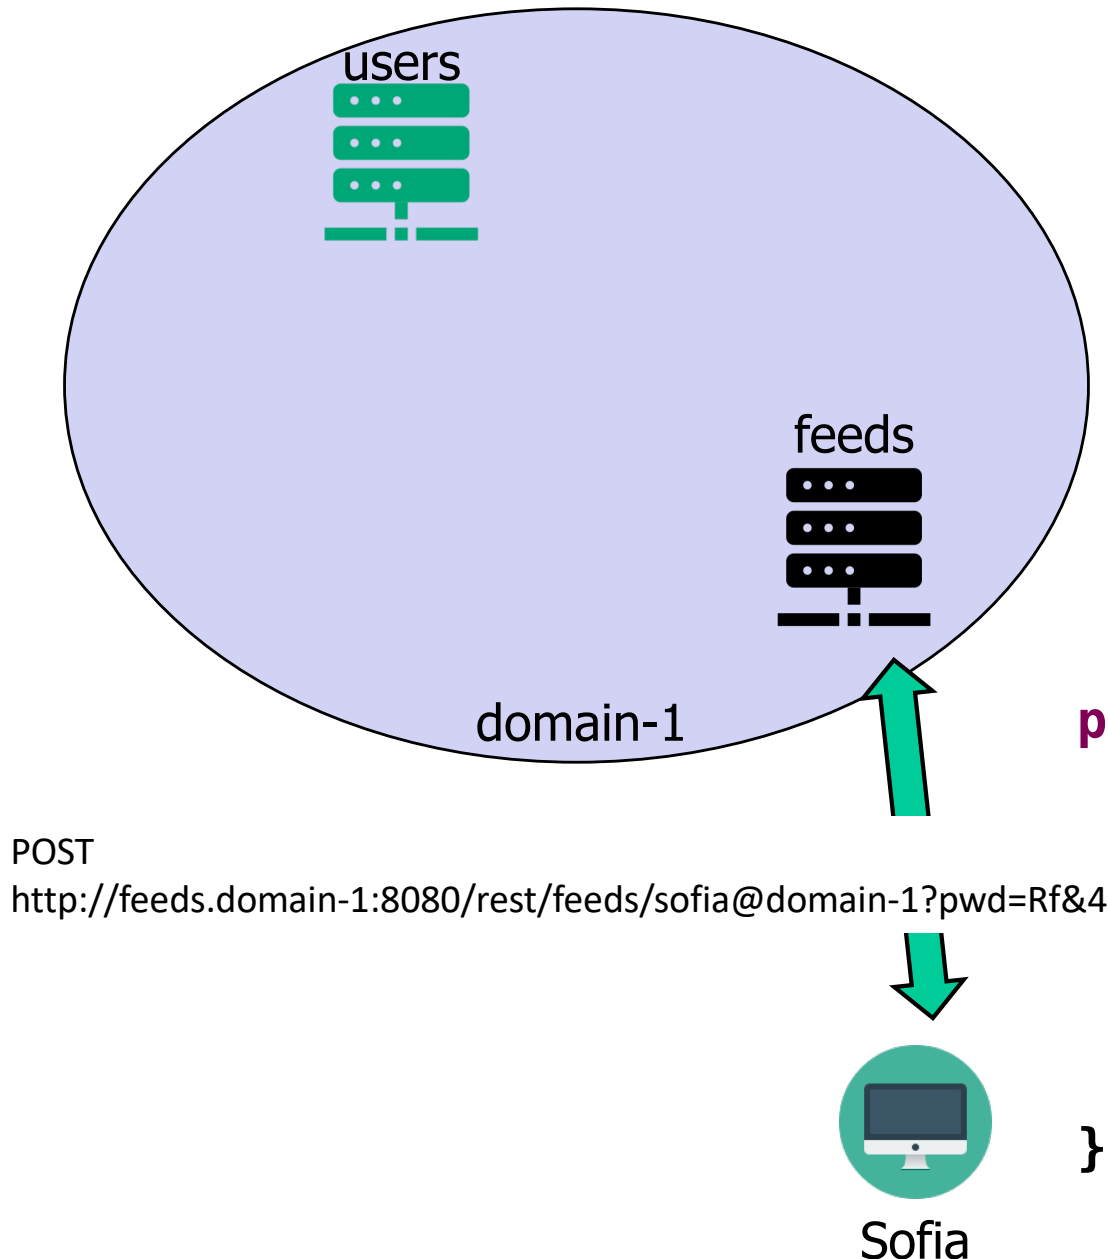 users
feeds
domain-1
p
POST
http://feeds.domain-1:8080/rest/feeds/sofia@domain-1?pwd=Rf&4
}
Sofia